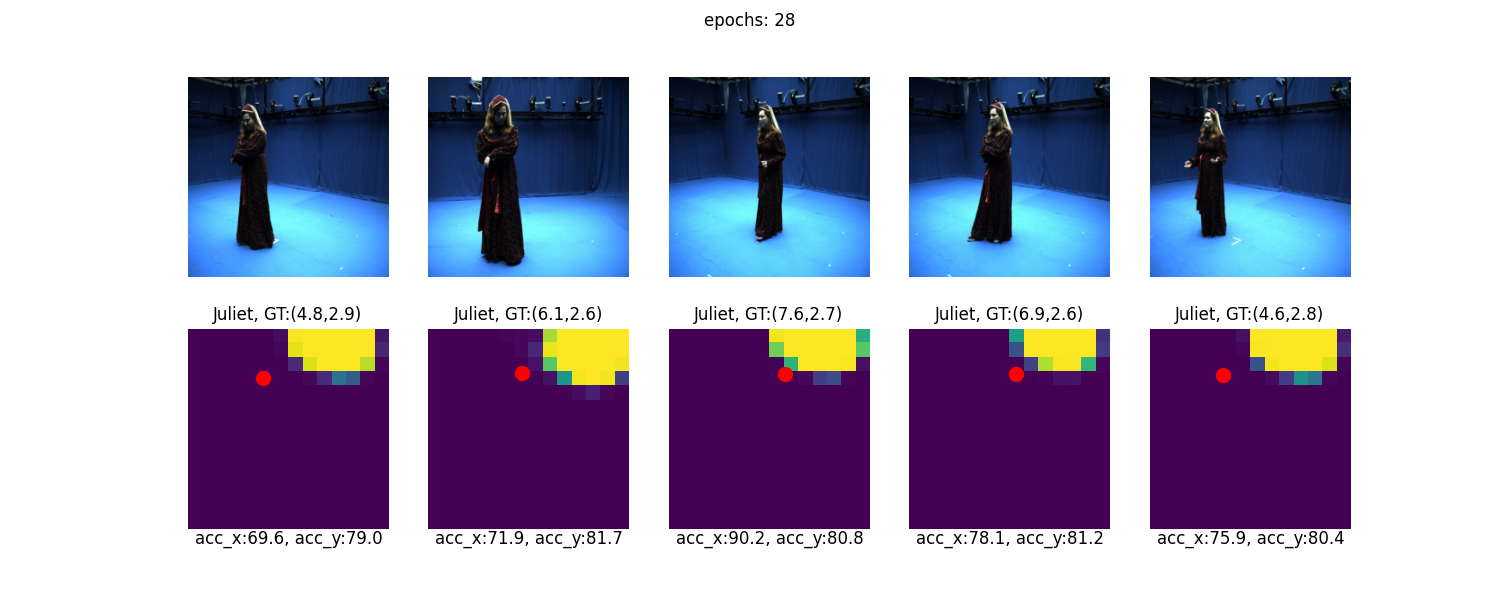 epochs: 28
Juliet, GT:(4.8,2.9)
Juliet, GT:(6.1,2.6)
Juliet, GT:(7.6,2.7)
Juliet, GT:(6.9,2.6)
Juliet, GT:(4.6,2.8)
acc_x:69.6, acc_y:79.0
acc_x:71.9, acc_y:81.7
acc_x:90.2, acc_y:80.8
acc_x:78.1, acc_y:81.2
acc_x:75.9, acc_y:80.4